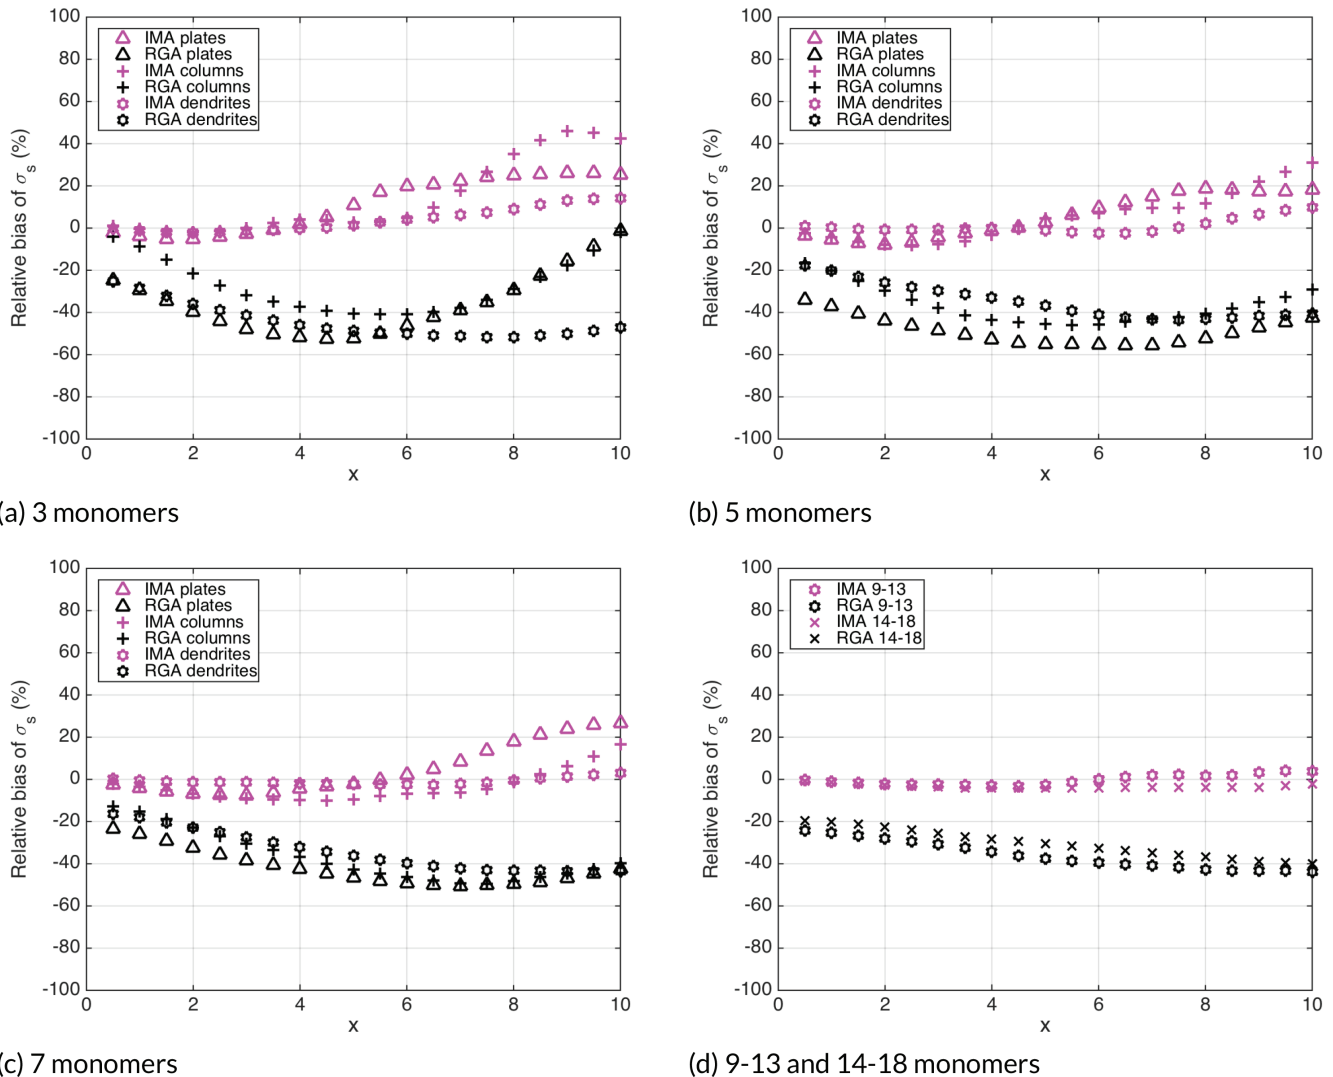 100
80
60
40
20
0
-20
-40
-60
-80
-100
Relative bias of σs (%)
IMA plates
RGA plates
IMA columns
RGA columns
IMA dendrites
RGA dendrites
0 2 4 6 8 10
x
(a) 3 monomers
100
80
60
40
20
0
-20
-40
-60
-80
-100
Relative bias of σs (%)
IMA plates
RGA plates
IMA columns
RGA columns
IMA dendrites
RGA dendrites
0 2 4 6 8 10
x
(b) 5 monomers
100
80
60
40
20
0
-20
-40
-60
-80
-100
Relative bias of σs (%)
IMA plates
RGA plates
IMA columns
RGA columns
IMA dendrites
RGA dendrites
0 2 4 6 8 10
x
(c) 7 monomers
100
80
60
40
20
0
-20
-40
-60
-80
-100
Relative bias of σs (%)
IMA 9-13
RGA 9-13
IMA 14-18
RGA 14-18
0 2 4 6 8 10
x
(d) 9-13 and 14-18 monomers